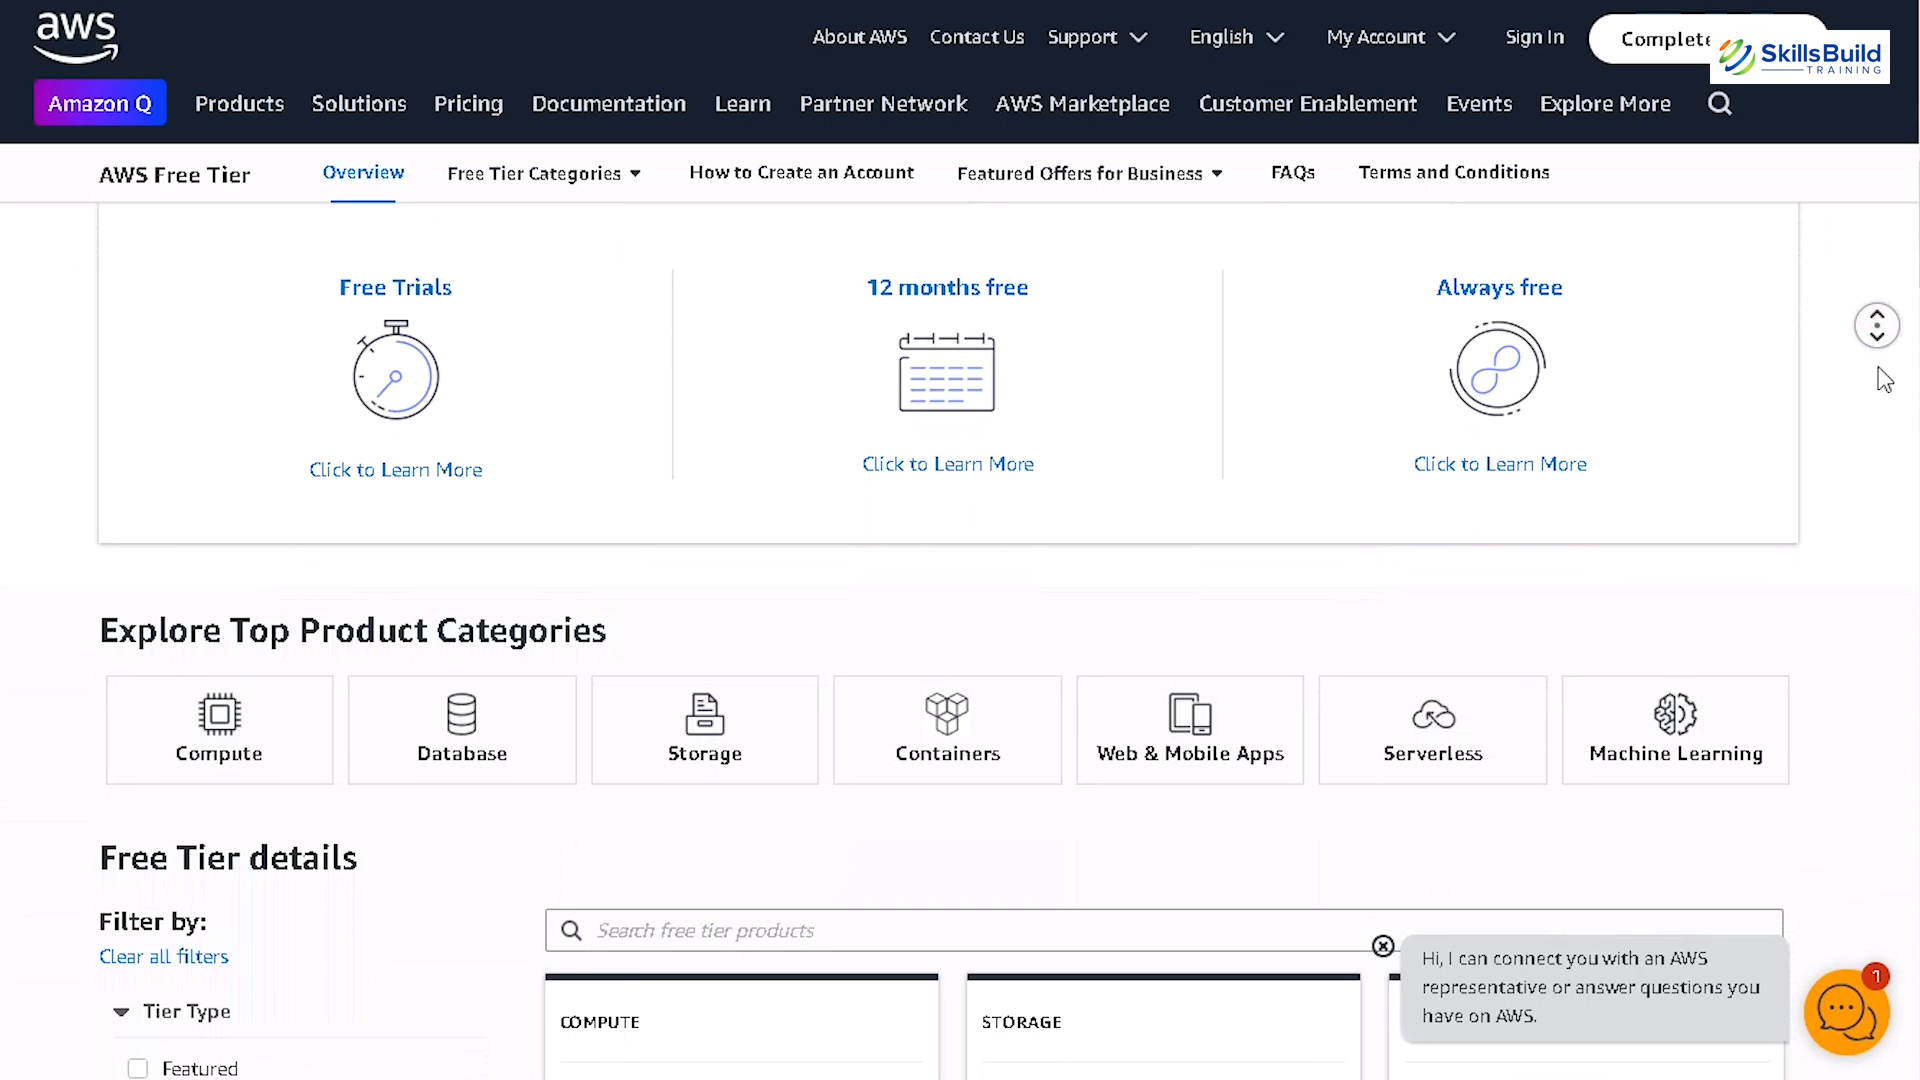 aws
About AWS Contact Us Support English My Account Sign In Complete
SkillsBuild
TRAINING
Amazon Q Products Solutions Pricing Documentation Learn Partner Network AWS Marketplace Customer Enablement Events Explore More
AWS Free Tier Overview Free Tier Categories How to Create an Account Featured Offers for Business FAQs Terms and Conditions
Free Trials 12 months free Always free
Click to Learn More Click to Learn More Click to Learn More
Explore Top Product Categories
Compute Database Storage Containers Web & Mobile Apps Serverless Machine Learning
Free Tier details
Filter by:
Clear all filters
Search free tier products
Tier Type
Featured
COMPUTE STORAGE
Hi, I can connect you with an AWS
representative or answer questions you
have on AWS.
1